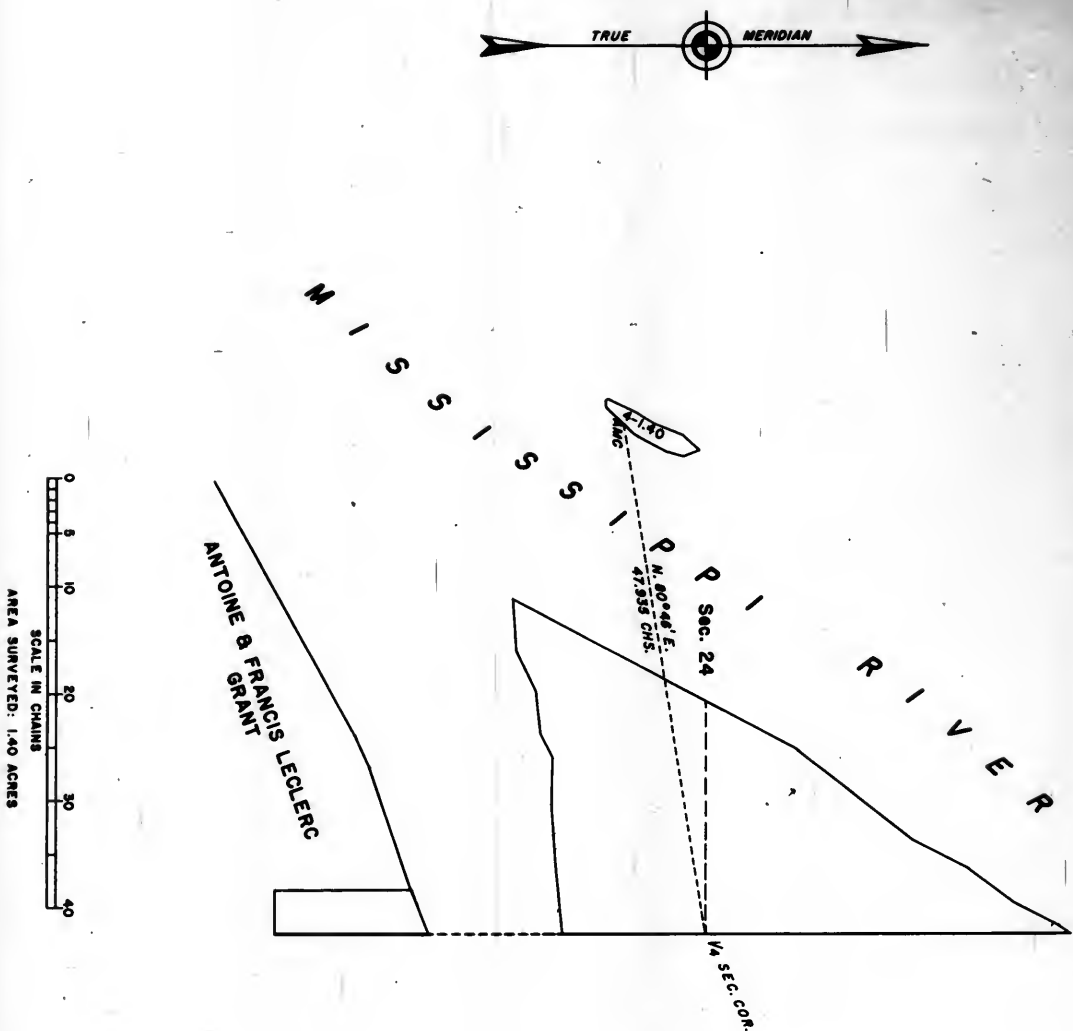 TRUE MERIDIAN
MISSISSIPPI RIVER
4-1.40
AMC
N. 80°46' E.
47.935 CHS.
Sec. 24
ANTOINE & FRANCIS LECLERC
GRANT
1/4 SEC. COR.
0 5 10 20 30 40
SCALE IN CHAINS
AREA SURVEYED: 1.40 ACRES